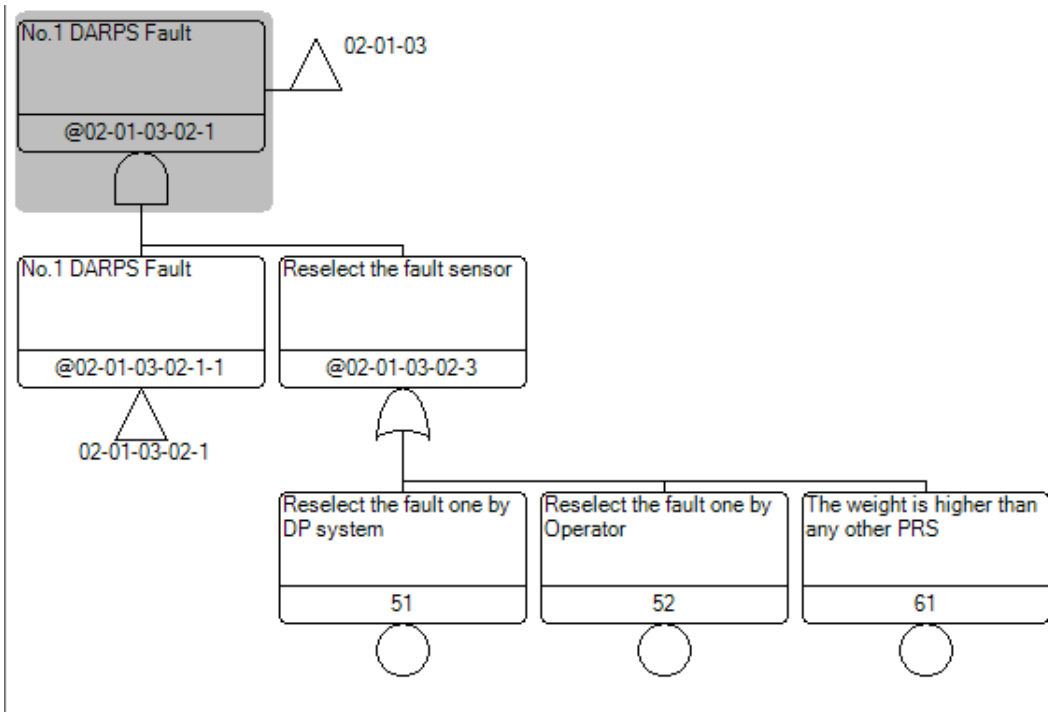 No.1 DARPS Fault
02-01-03
@02-01-03-02-1
No.1 DARPS Fault
Reselect the fault sensor
@02-01-03-02-1-1
@02-01-03-02-3
02-01-03-02-1
Reselect the fault one by
DP system
Reselect the fault one by
Operator
The weight is higher than
any other PRS
51
52
61